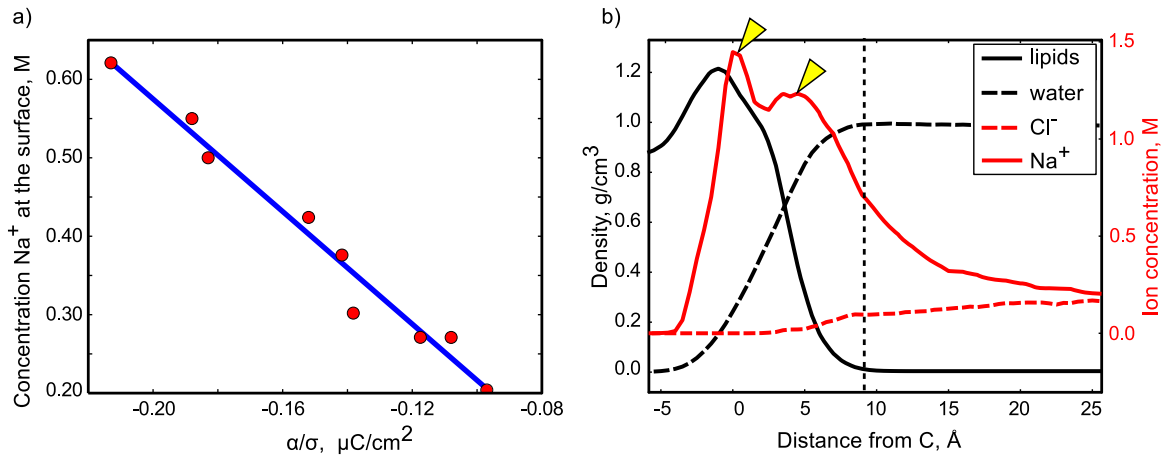 a)
Concentration Na⁺ at the surface, M
0.60
0.50
0.40
0.30
0.20
-0.20
-0.16
-0.12
-0.08
α/σ, μC/cm²
b)
Density, g/cm³
1.2
1.0
0.8
0.6
0.4
0.2
0.0
-5
0
5
10
15
20
25
Distance from C, Å
lipids
water
Cl⁻
Na⁺
1.5
1.0
0.5
0.0
Ion concentration, M